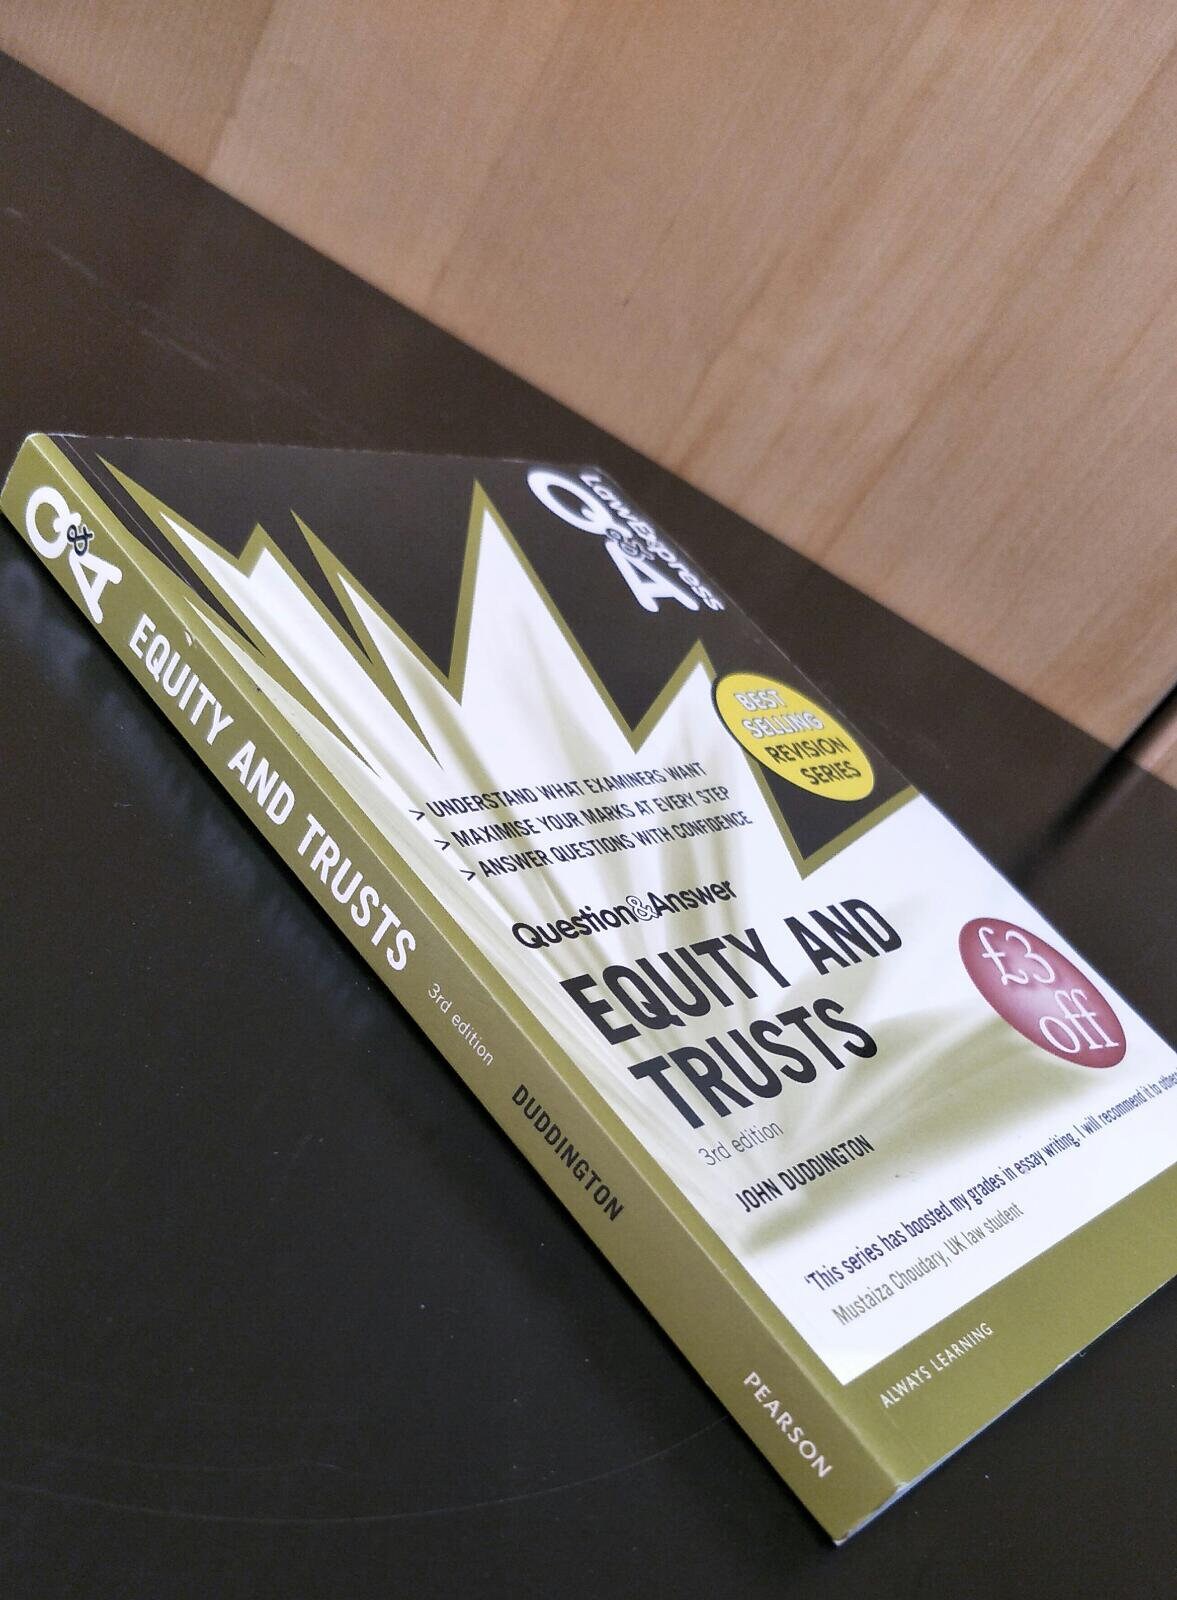 Q&A EQUITY AND TRUSTS 3rd edition DUDDINGTON PEARSON
LawExpress
Q&A
BEST
SELLING
REVISION
SERIES
> UNDERSTAND WHAT EXAMINERS WANT
> MAXIMISE YOUR MARKS AT EVERY STEP
> ANSWER QUESTIONS WITH CONFIDENCE
Question&Answer
EQUITY AND
TRUSTS
3rd edition
JOHN DUDDINGTON
£3
off
'This series has boosted my grades in essay writing. I will recommend it to
Mustaiza Choudary, UK law student
ALWAYS LEARNING